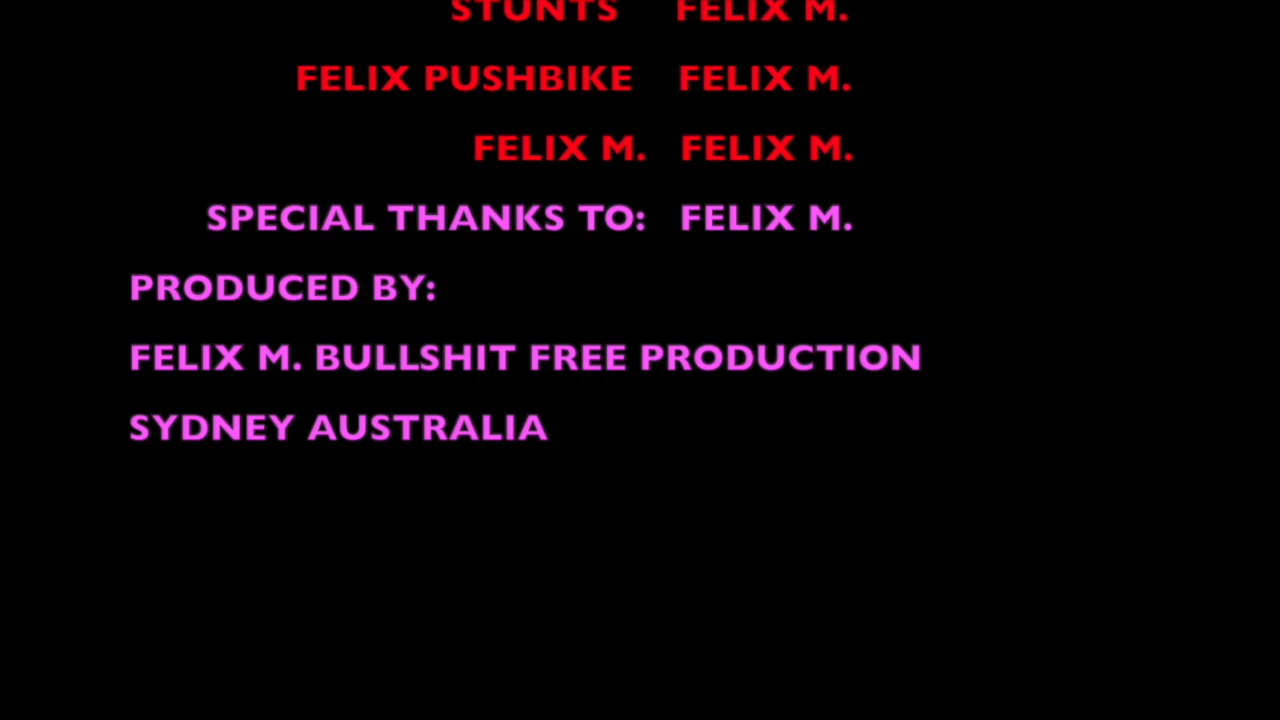 STUNTS FELIX M.
FELIX PUSHBIKE FELIX M.
FELIX M. FELIX M.
SPECIAL THANKS TO: FELIX M.
PRODUCED BY:
FELIX M. BULLSHIT FREE PRODUCTION
SYDNEY AUSTRALIA